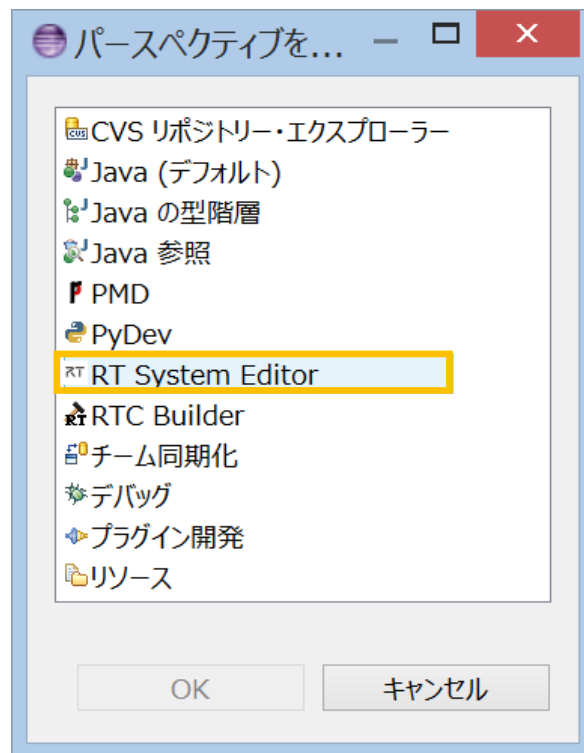 パースペクティブを...
CVS リポジトリー・エクスプローラー
Java (デフォルト)
Java の型階層
Java 参照
PMD
PyDev
RT System Editor
RTC Builder
チーム同期化
デバッグ
プラグイン開発
リソース
OK
キャンセル